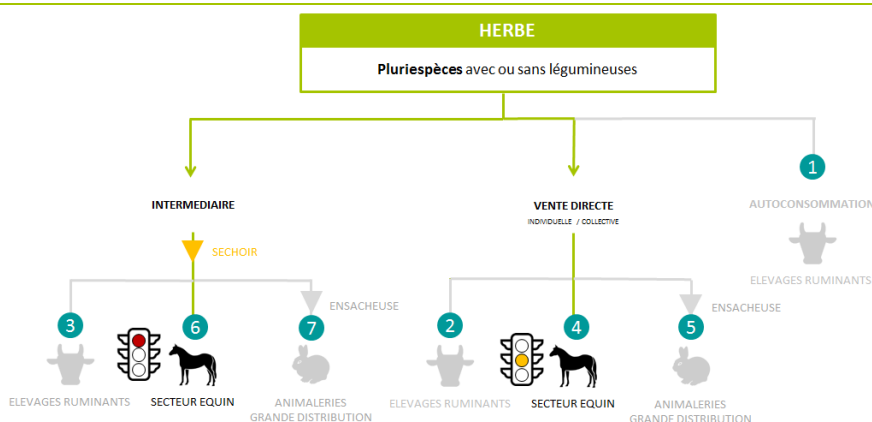 HERBE
Pluriespèces avec ou sans légumineuses
1
INTERMEDIAIRE
VENTE DIRECTE
INDIVIDUELLE / COLLECTIVE
AUTOCONSOMMATION
SECHOIR
ELEVAGES RUMINANTS
ENSACHEUSE
ENSACHEUSE
3
6
7
2
4
5
ELEVAGES RUMINANTS
SECTEUR EQUIN
ANIMALERIES
GRANDE DISTRIBUTION
ELEVAGES RUMINANTS
SECTEUR EQUIN
ANIMALERIES
GRANDE DISTRIBUTION